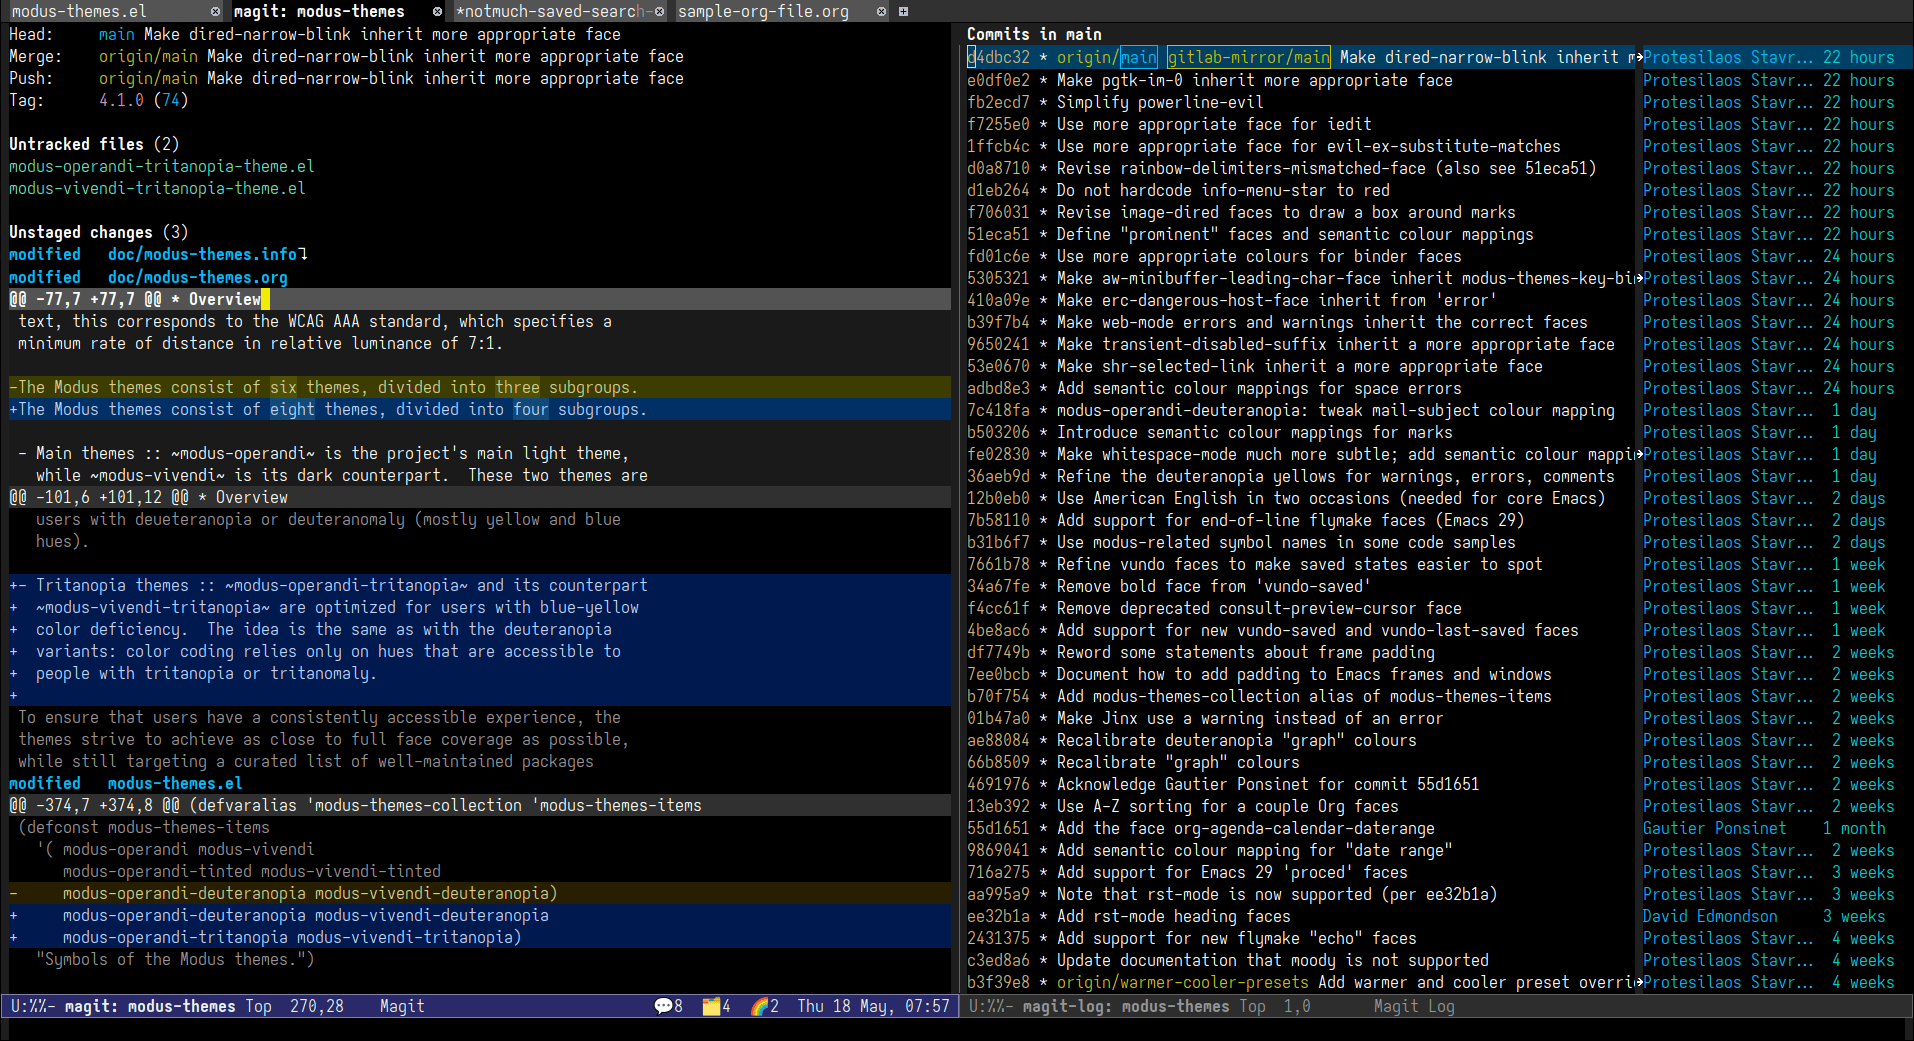 modus-themes.el
magit: modus-themes
*notmuch-saved-search-
sample-org-file.org
Head:     main Make dired-narrow-blink inherit more appropriate face
Merge:    origin/main Make dired-narrow-blink inherit more appropriate face
Push:     origin/main Make dired-narrow-blink inherit more appropriate face
Tag:      4.1.0 (74)
Untracked files (2)
modus-operandi-tritanopia-theme.el
modus-vivendi-tritanopia-theme.el
Unstaged changes (3)
modified   doc/modus-themes.info
modified   doc/modus-themes.org
@@ -77,7 +77,7 @@ * Overview
 text, this corresponds to the WCAG AAA standard, which specifies a
 minimum rate of distance in relative luminance of 7:1.
-The Modus themes consist of six themes, divided into three subgroups.
+The Modus themes consist of eight themes, divided into four subgroups.
 - Main themes :: ~modus-operandi~ is the project's main light theme,
   while ~modus-vivendi~ is its dark counterpart.  These two themes are
@@ -101,6 +101,12 @@ * Overview
   users with deueteranopia or deuteranomaly (mostly yellow and blue
   hues).
+- Tritanopia themes :: ~modus-operandi-tritanopia~ and its counterpart
+  ~modus-vivendi-tritanopia~ are optimized for users with blue-yellow
+  color deficiency.  The idea is the same as with the deuteranopia
+  variants: color coding relies only on hues that are accessible to
+  people with tritanopia or tritanomaly.
+
 To ensure that users have a consistently accessible experience, the
 themes strive to achieve as close to full face coverage as possible,
 while still targeting a curated list of well-maintained packages
modified   modus-themes.el
@@ -374,7 +374,8 @@ (defvaralias 'modus-themes-collection 'modus-themes-items
 (defconst modus-themes-items
   '( modus-operandi modus-vivendi
      modus-operandi-tinted modus-vivendi-tinted
-     modus-operandi-deuteranopia modus-vivendi-deuteranopia)
+     modus-operandi-deuteranopia modus-vivendi-deuteranopia
+     modus-operandi-tritanopia modus-vivendi-tritanopia)
   "Symbols of the Modus themes.")
U:%%- magit: modus-themes Top  270,28    Magit    💬8  🗂️4  🌈2  Thu 18 May, 07:57
Commits in main
d4dbc32 * origin/main gitlab-mirror/main Make dired-narrow-blink inherit m Protesilaos Stavr… 22 hours
e0df0e2 * Make pgtk-im-0 inherit more appropriate face Protesilaos Stavr… 22 hours
fb2ecd7 * Simplify powerline-evil Protesilaos Stavr… 22 hours
f7255e0 * Use more appropriate face for iedit Protesilaos Stavr… 22 hours
1ffcb4c * Use more appropriate face for evil-ex-substitute-matches Protesilaos Stavr… 22 hours
d0a8710 * Revise rainbow-delimiters-mismatched-face (also see 51eca51) Protesilaos Stavr… 22 hours
d1eb264 * Do not hardcode info-menu-star to red Protesilaos Stavr… 22 hours
f706031 * Revise image-dired faces to draw a box around marks Protesilaos Stavr… 22 hours
51eca51 * Define "prominent" faces and semantic colour mappings Protesilaos Stavr… 22 hours
fd01c6e * Use more appropriate colours for binder faces Protesilaos Stavr… 24 hours
5305321 * Make aw-minibuffer-leading-char-face inherit modus-themes-key-bi Protesilaos Stavr… 24 hours
410a09e * Make erc-dangerous-host-face inherit from 'error' Protesilaos Stavr… 24 hours
b39f7b4 * Make web-mode errors and warnings inherit the correct faces Protesilaos Stavr… 24 hours
9650241 * Make transient-disabled-suffix inherit a more appropriate face Protesilaos Stavr… 24 hours
53e0670 * Make shr-selected-link inherit a more appropriate face Protesilaos Stavr… 24 hours
adbd8e3 * Add semantic colour mappings for space errors Protesilaos Stavr… 24 hours
7c418fa * modus-operandi-deuteranopia: tweak mail-subject colour mapping Protesilaos Stavr… 1 day
b503206 * Introduce semantic colour mappings for marks Protesilaos Stavr… 1 day
fe02830 * Make whitespace-mode much more subtle; add semantic colour mappi Protesilaos Stavr… 1 day
36aeb9d * Refine the deuteranopia yellows for warnings, errors, comments Protesilaos Stavr… 1 day
12b0eb0 * Use American English in two occasions (needed for core Emacs) Protesilaos Stavr… 2 days
7b58110 * Add support for end-of-line flymake faces (Emacs 29) Protesilaos Stavr… 2 days
b31b6f7 * Use modus-related symbol names in some code samples Protesilaos Stavr… 2 days
7661b78 * Refine vundo faces to make saved states easier to spot Protesilaos Stavr… 1 week
34a67fe * Remove bold face from 'vundo-saved' Protesilaos Stavr… 1 week
f4cc61f * Remove deprecated consult-preview-cursor face Protesilaos Stavr… 1 week
4be8ac6 * Add support for new vundo-saved and vundo-last-saved faces Protesilaos Stavr… 1 week
df7749b * Reword some statements about frame padding Protesilaos Stavr… 2 weeks
7ee0bcb * Document how to add padding to Emacs frames and windows Protesilaos Stavr… 2 weeks
b70f754 * Add modus-themes-collection alias of modus-themes-items Protesilaos Stavr… 2 weeks
01b47a0 * Make Jinx use a warning instead of an error Protesilaos Stavr… 2 weeks
ae88084 * Recalibrate deuteranopia "graph" colours Protesilaos Stavr… 2 weeks
66b8509 * Recalibrate "graph" colours Protesilaos Stavr… 2 weeks
4691976 * Acknowledge Gautier Ponsinet for commit 55d1651 Protesilaos Stavr… 2 weeks
13eb392 * Use A-Z sorting for a couple Org faces Protesilaos Stavr… 2 weeks
55d1651 * Add the face org-agenda-calendar-daterange Gautier Ponsinet 1 month
9869041 * Add semantic colour mapping for "date range" Protesilaos Stavr… 2 weeks
716a275 * Add support for Emacs 29 'proced' faces Protesilaos Stavr… 3 weeks
aa995a9 * Note that rst-mode is now supported (per ee32b1a) Protesilaos Stavr… 3 weeks
ee32b1a * Add rst-mode heading faces David Edmondson 3 weeks
2431375 * Add support for new flymake "echo" faces Protesilaos Stavr… 4 weeks
c3ed8a6 * Update documentation that moody is not supported Protesilaos Stavr… 4 weeks
b3f39e8 * origin/warmer-cooler-presets Add warmer and cooler preset overri Protesilaos Stavr… 4 weeks
U:%%- magit-log: modus-themes Top  1,0       Magit Log